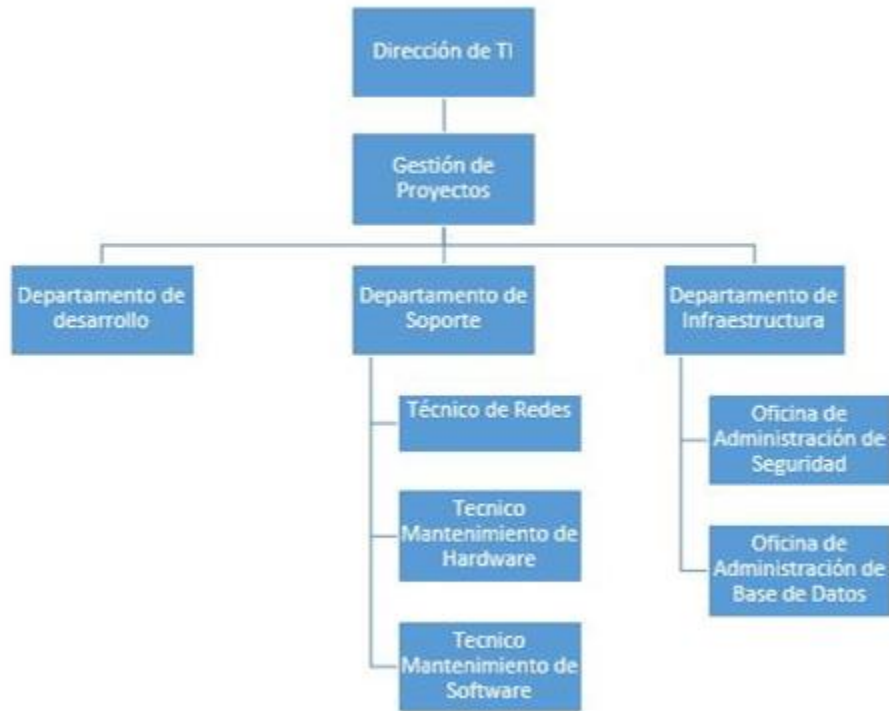 Dirección de TI
Gestión de
Proyectos
Departamento de
desarrollo
Departamento de
Soporte
Departamento de
Infraestructura
Técnico de Redes
Tecnico
Mantenimiento de
Hardware
Tecnico
Mantenimiento de
Software
Oficina de
Administración de
Seguridad
Oficina de
Administración de
Base de Datos